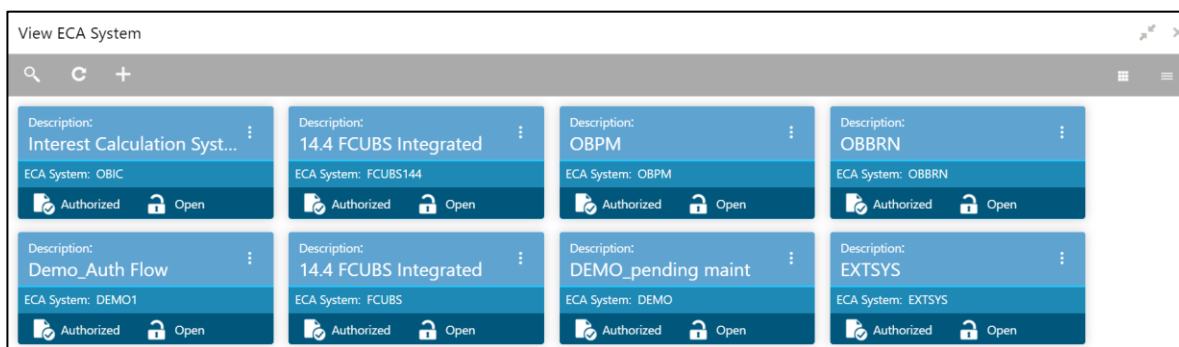 View ECA System
Description:
Interest Calculation Syst...
ECA System: OBIC
Authorized Open
Description:
14.4 FCUBS Integrated
ECA System: FCUBS144
Authorized Open
Description:
OBPM
ECA System: OBPM
Authorized Open
Description:
OBBRN
ECA System: OBBRN
Authorized Open
Description:
Demo_Auth Flow
ECA System: DEMO1
Authorized Open
Description:
14.4 FCUBS Integrated
ECA System: FCUBS
Authorized Open
Description:
DEMO_pending maint
ECA System: DEMO
Authorized Open
Description:
EXTSYS
ECA System: EXTSYS
Authorized Open